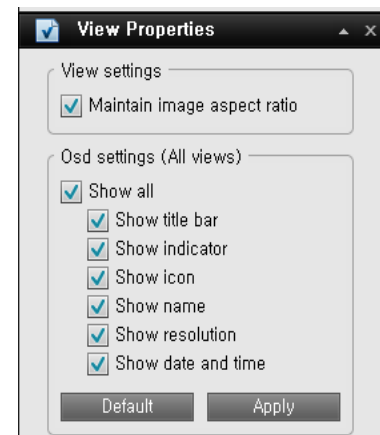 View Properties
View settings
Maintain image aspect ratio
Osd settings (All views)
Show all
Show title bar
Show indicator
Show icon
Show name
Show resolution
Show date and time
Default Apply